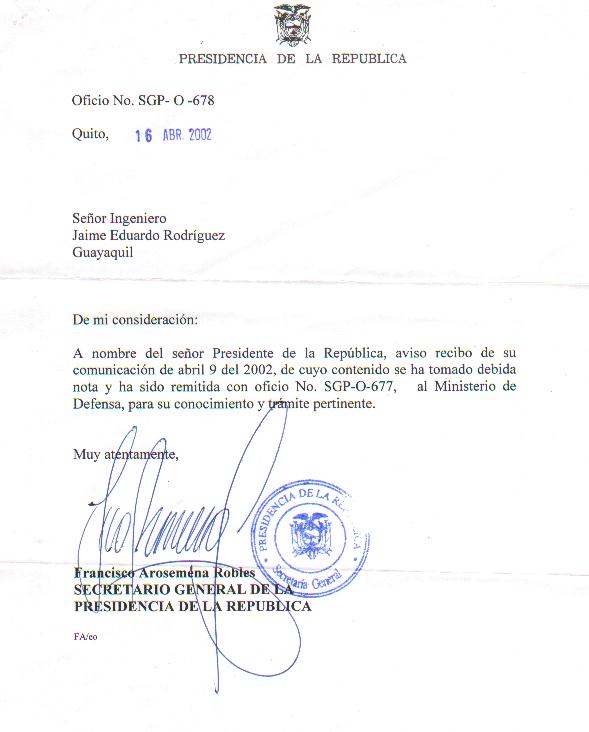 PRESIDENCIA DE LA REPUBLICA
Oficio No. SGP- O -678
Quito, 16 ABR. 2002
Señor Ingeniero
Jaime Eduardo Rodríguez
Guayaquil
De mi consideración:
A nombre del señor Presidente de la República, aviso recibo de su
comunicación de abril 9 del 2002, de cuyo contenido se ha tomado debida
nota y ha sido remitida con oficio No. SGP-O-677, al Ministerio de
Defensa, para su conocimiento y trámite pertinente.
Muy atentamente,
PRESIDENCIA DE LA REPUBLICA
Secretaría General
Francisco Aroseména Robles
SECRETARIO GENERAL DE LA
PRESIDENCIA DE LA REPUBLICA
FA/eo